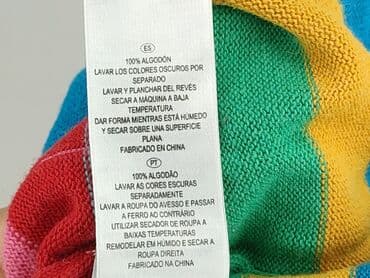 ES
100% ALGODÓN
LAVAR LOS COLORES OSCUROS POR
SEPARADO
LAVAR Y PLANCHAR DEL REVÉS
SECAR A MÁQUINA A BAJA
TEMPERATURA
DAR FORMA MIENTRAS ESTÁ HÚMEDO
Y SECAR SOBRE UNA SUPERFICIE
PLANA
FABRICADO EN CHINA
PT
100% ALGODÃO
LAVAR AS CORES ESCURAS
SEPARADAMENTE
LAVAR A ROUPA DO AVESSO E PASSAR
A FERRO AO CONTRÁRIO
UTILIZAR SECADOR DE ROUPA A
BAIXAS TEMPERATURAS
REMODELAR EM HÚMIDO E SECAR A
ROUPA DIREITA
FABRICADO NA CHINA